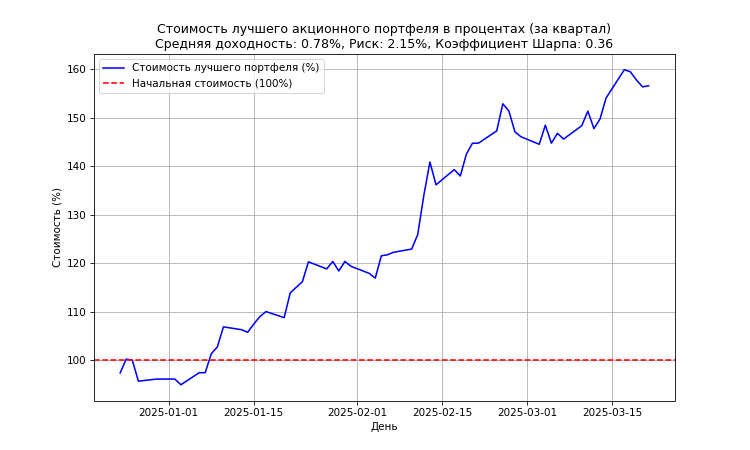 Стоимость лучшего акционного портфеля в процентах (за квартал)
Средняя доходность: 0.78%, Риск: 2.15%, Коэффициент Шарпа: 0.36
Стоимость лучшего портфеля (%)
Начальная стоимость (100%)
Стоимость (%)
160
150
140
130
120
110
100
2025-01-01
2025-01-15
2025-02-01
2025-02-15
2025-03-01
2025-03-15
День